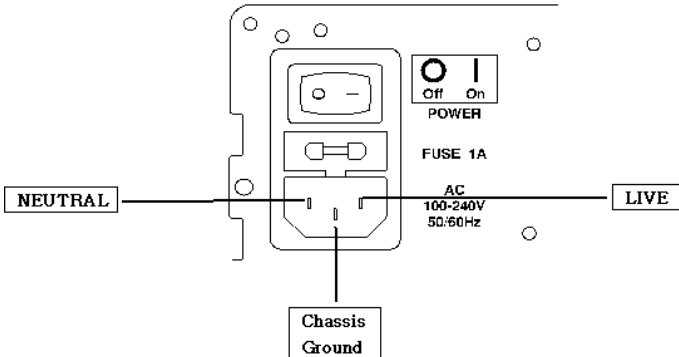 Off On
POWER
FUSE 1A
AC
100-240V
50/60Hz
NEUTRAL
LIVE
Chassis
Ground